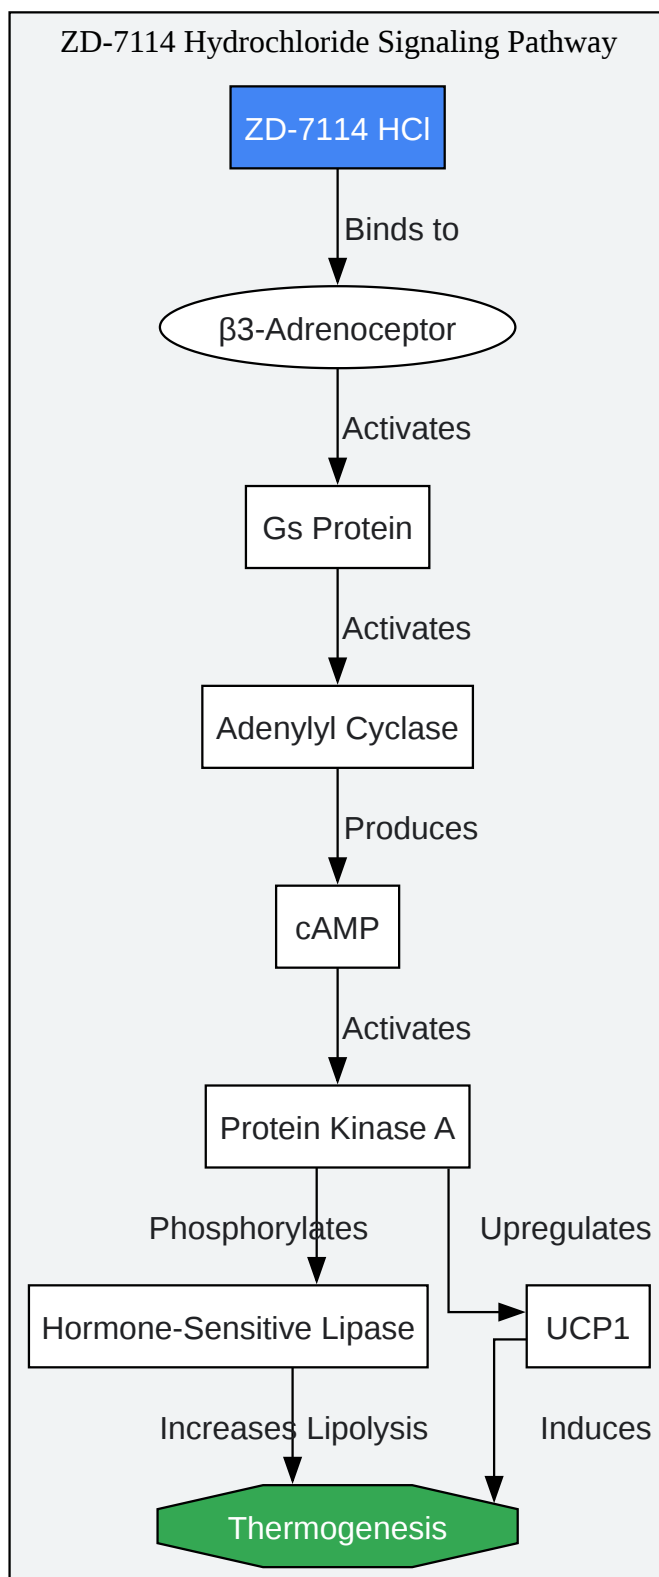 ZD-7114 Hydrochloride Signaling Pathway
ZD-7114 HCl
Binds to
β3-Adrenoceptor
Activates
Gs Protein
Activates
Adenylyl Cyclase
Produces
cAMP
Activates
Protein Kinase A
Phosphorylates
Upregulates
Hormone-Sensitive Lipase
UCP1
Increases Lipolysis
Induces
Thermogenesis